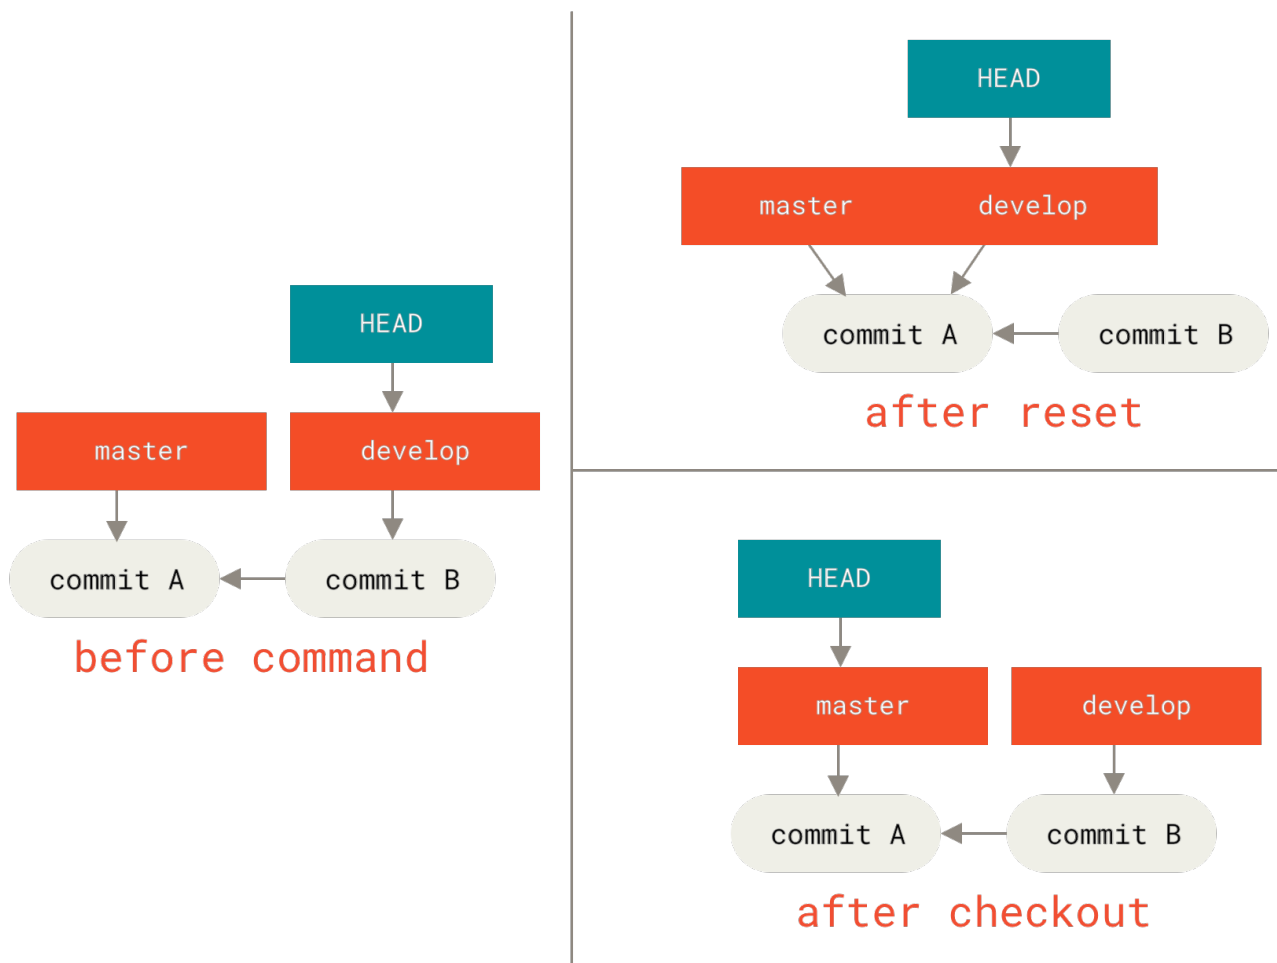 HEAD
master
develop
commit A
commit B
before command
HEAD
master
develop
commit A
commit B
after reset
HEAD
master
develop
commit A
commit B
after checkout